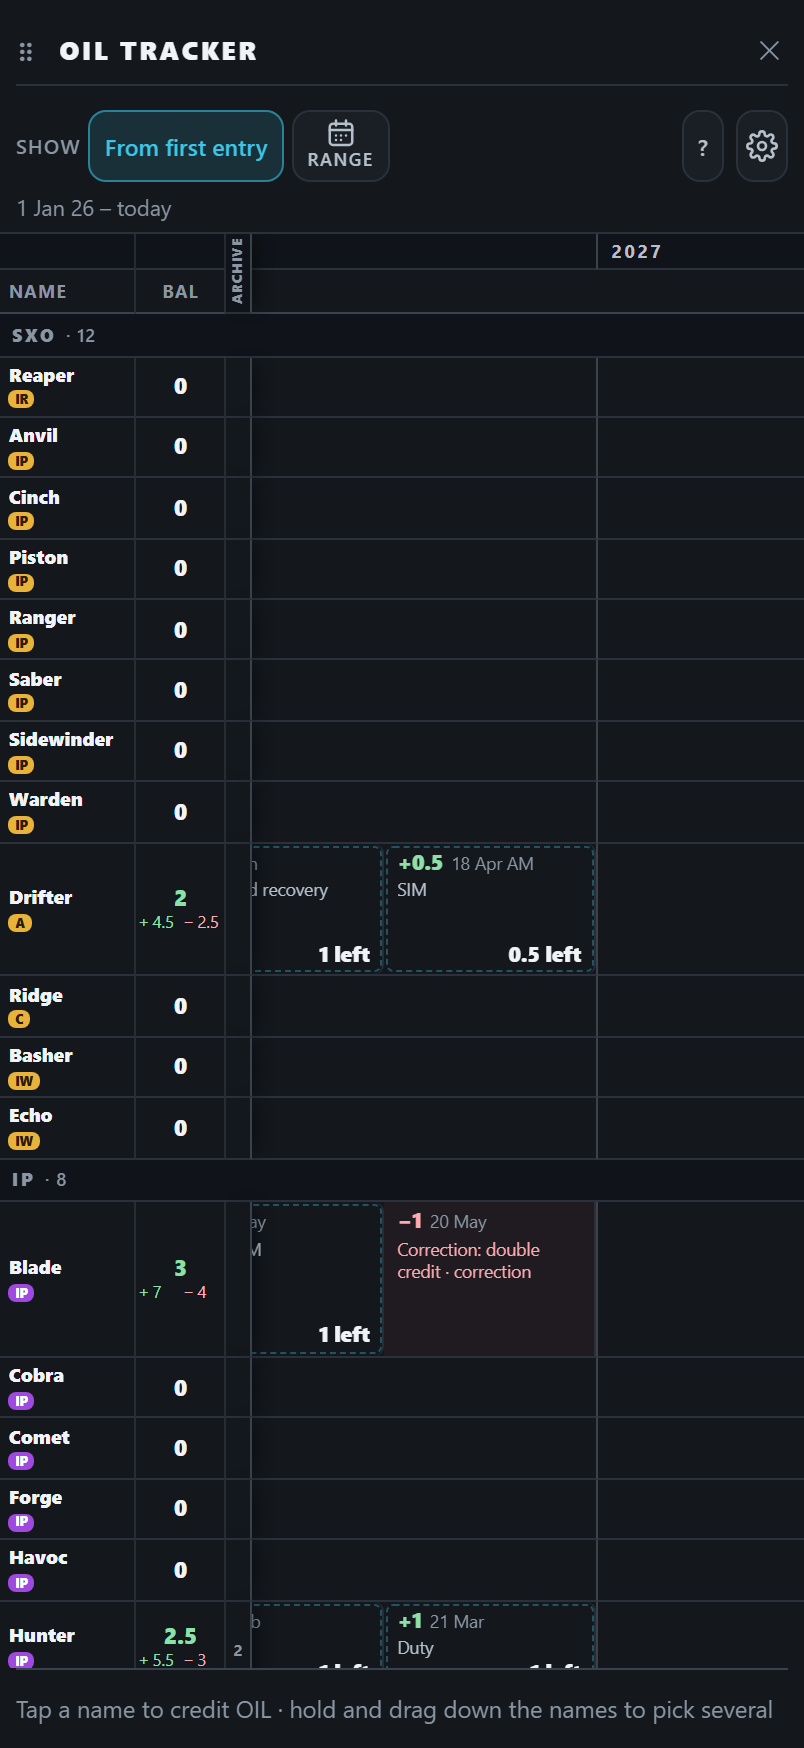 OIL TRACKER
SHOW From first entry RANGE ?
1 Jan 26 – today
ARCHIVE
2027
NAME BAL
SXO · 12
Reaper 0
IR
Anvil 0
IP
Cinch 0
IP
Piston 0
IP
Ranger 0
IP
Saber 0
IP
Sidewinder 0
IP
Warden 0
IP
+0.5 18 Apr AM
recovery SIM
Drifter 2
A + 4.5 − 2.5
1 left 0.5 left
Ridge 0
C
Basher 0
IW
Echo 0
IW
IP · 8
ay −1 20 May
M Correction: double
credit · correction
Blade 3
IP + 7 − 4
1 left
Cobra 0
IP
Comet 0
IP
Forge 0
IP
Havoc 0
IP
b +1 21 Mar
Hunter 2.5 2 Duty
IP + 5.5 − 3
Tap a name to credit OIL · hold and drag down the names to pick several